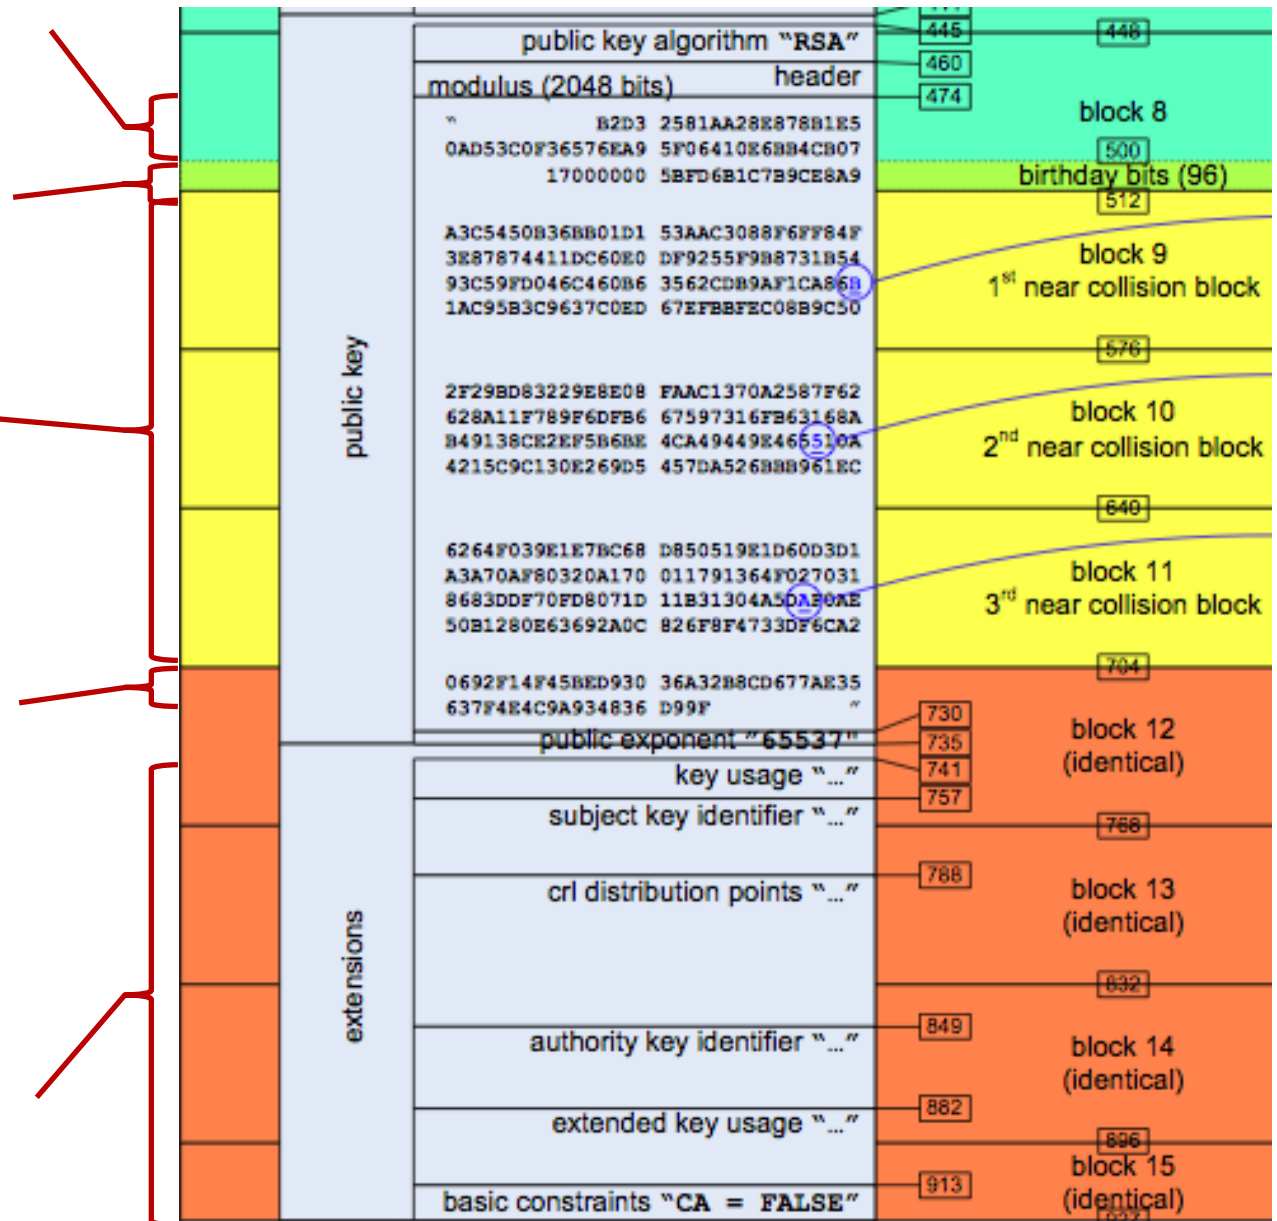 445
448
public key algorithm "RSA"
460
header
modulus (2048 bits)
474
block 8
" B2D3 2581AA28E878B1E5
0AD53C0F36576EA9 5F06410E6BB4CB07
500
17000000 5BFD6B1C7B9CE8A9
birthday bits (96)
512
A3C5450B36BB01D1 53AAC3088F6FF84F
3E87874411DC60E0 DF9255F9B8731B54
93C59FD046C460B6 3562CDB9AF1CA86B
1AC95B3C9637C0ED 67EFBBFEC08B9C50
block 9
1st near collision block
576
public key
2F29BD83229E8E08 FAAC1370A2587F62
628A11F789F6DFB6 67597316FB63168A
B49138CE2EF5B6BE 4CA49449E465510A
4215C9C130E269D5 457DA526BBB961EC
block 10
2nd near collision block
640
6264F039E1E7BC68 D850519E1D60D3D1
A3A70AF80320A170 011791364F027031
8683DDF70FD8071D 11B31304A5DAF0AE
50B1280E63692A0C 826F8F4733DF6CA2
block 11
3rd near collision block
704
0692F14F45BED930 36A32B8CD677AE35
637F4E4C9A934836 D99F "
730
block 12
(identical)
public exponent "65537"
735
741
key usage "…"
757
subject key identifier "…"
768
788
crl distribution points "…"
block 13
(identical)
extensions
832
849
authority key identifier "…"
block 14
(identical)
882
extended key usage "…"
896
block 15
(identical)
913
basic constraints "CA = FALSE"